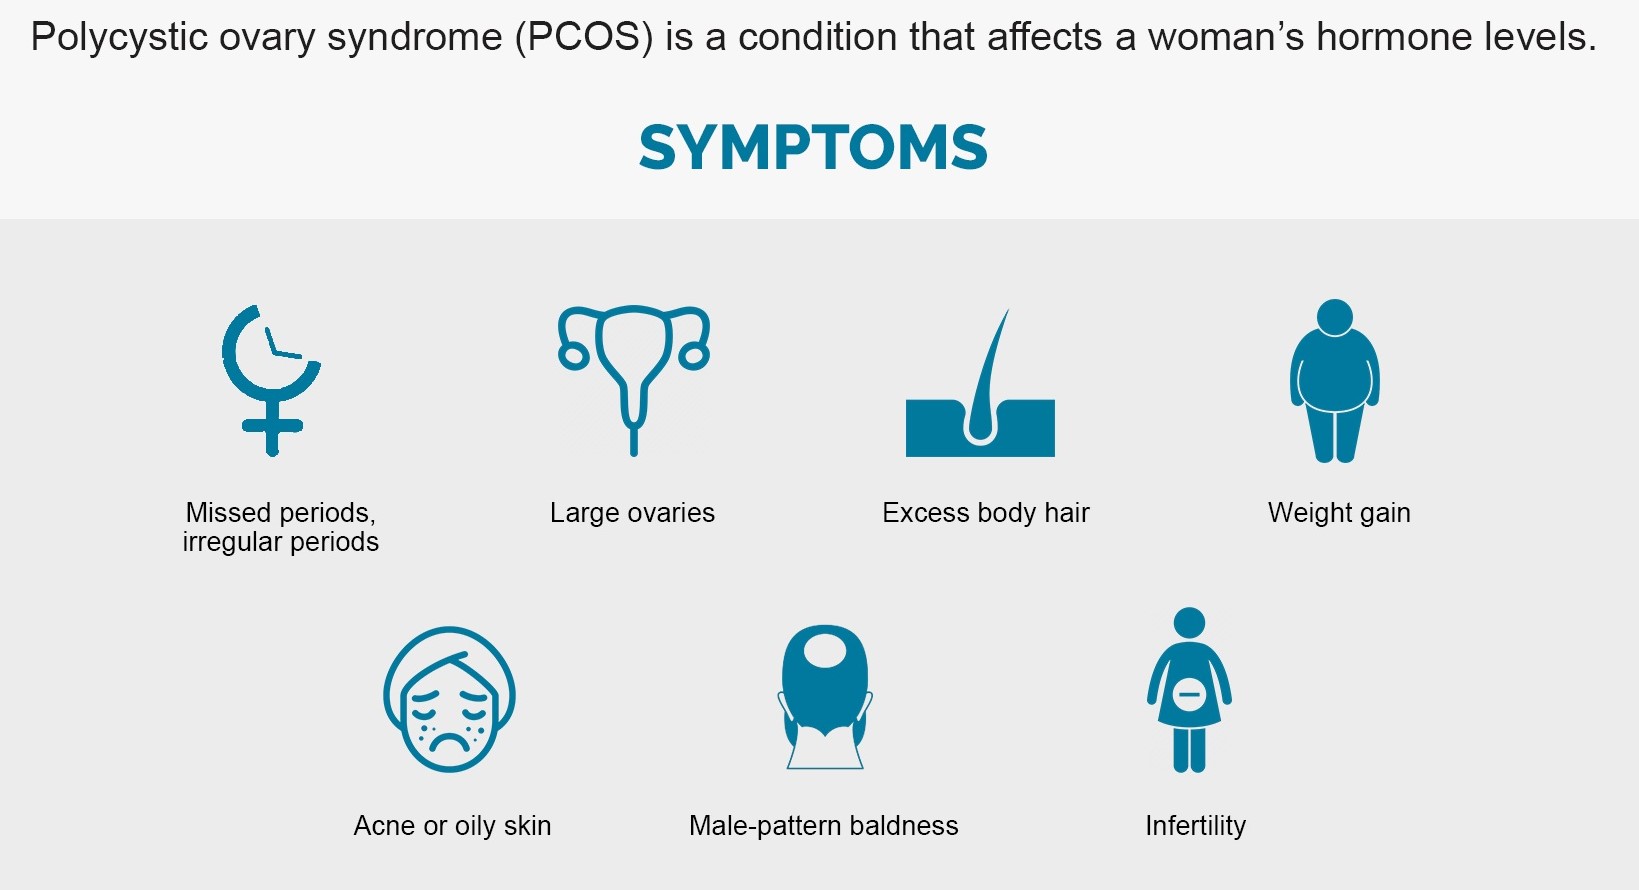 Polycystic ovary syndrome (PCOS) is a condition that affects a woman’s hormone levels.
SYMPTOMS
Missed periods,
irregular periods
Large ovaries
Excess body hair
Weight gain
Acne or oily skin
Male-pattern baldness
Infertility